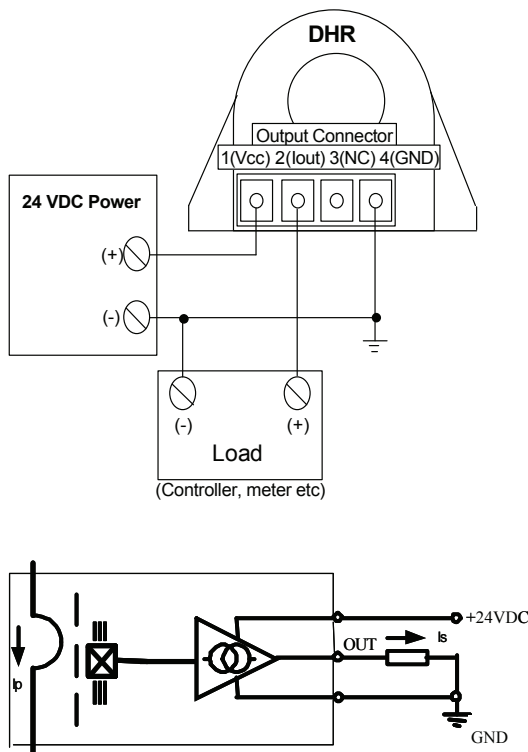 DHR
Output Connector
1(Vcc) 2(Iout) 3(NC) 4(GND)
24 VDC Power
(+)
(-)
(-)
(+)
Load
(Controller, meter etc)
+24VDC
OUT
Is
Ip
GND